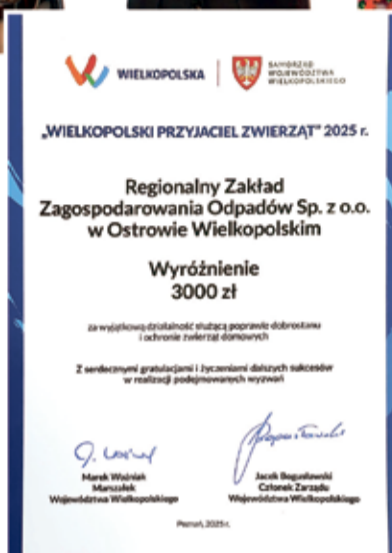 WIELKOPOLSKA
SAMORZĄD
WOJEWÓDZTWA
WIELKOPOLSKIEGO
„WIELKOPOLSKI PRZYJACIEL ZWIERZĄT” 2025 r.
Regionalny Zakład
Zagospodarowania Odpadów Sp. z o.o.
w Ostrowie Wielkopolskim
Wyróżnienie
3000 zł
za wyjątkową działalność służącą poprawie dobrostanu
i ochronie zwierząt domowych
Z serdecznymi gratulacjami i życzeniami dalszych sukcesów
w realizacji podejmowanych wyzwań
Marek Woźniak
Marszałek
Województwa Wielkopolskiego
Jacek Bogusławski
Członek Zarządu
Województwa Wielkopolskiego
Poznań, 2025 r.